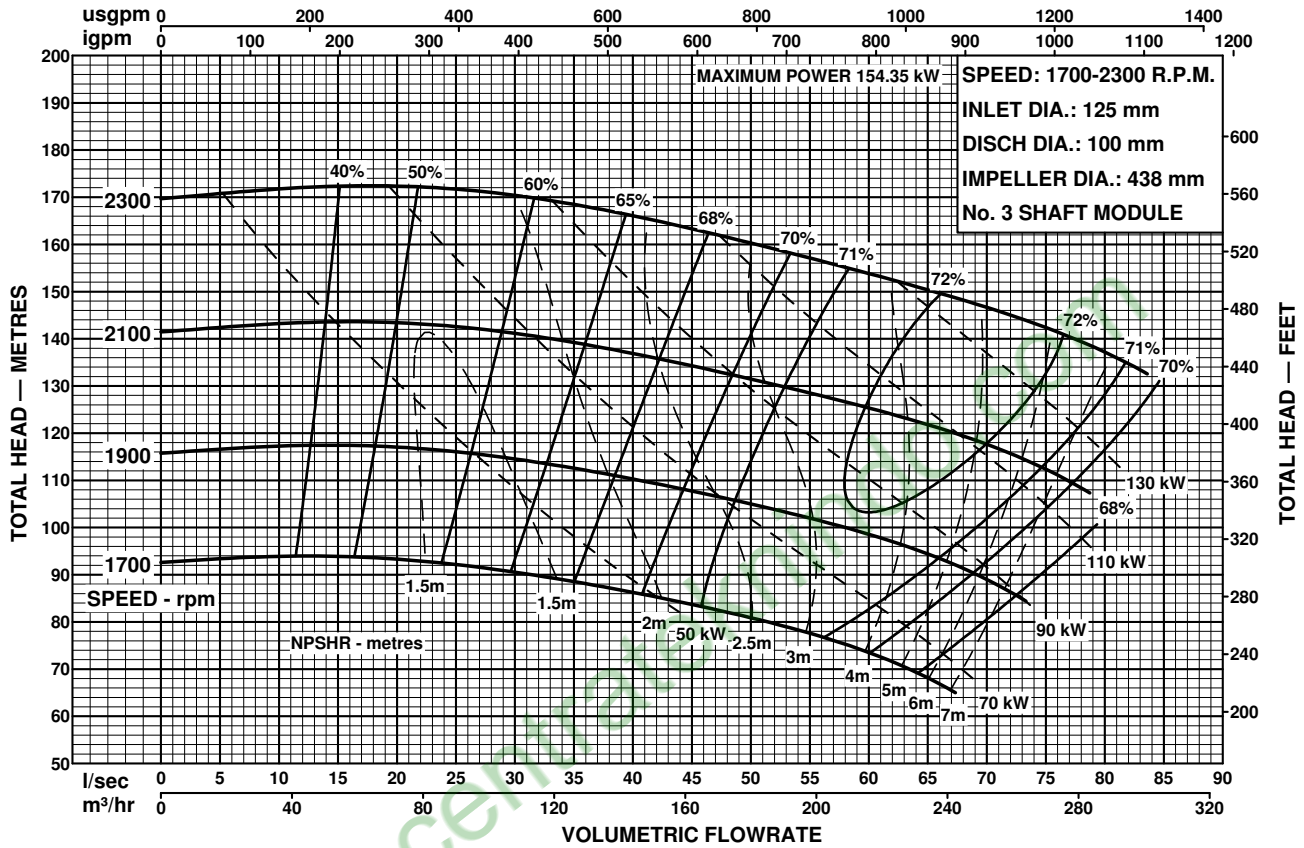 usgpm 0 200 400 600 800 1000 1200 1400
igpm 0 100 200 300 400 500 600 700 800 900 1000 1100 1200
MAXIMUM POWER 154.35 kW
SPEED: 1700-2300 R.P.M.
INLET DIA.: 125 mm
DISCH DIA.: 100 mm
IMPELLER DIA.: 438 mm
No. 3 SHAFT MODULE
TOTAL HEAD — METRES
200
190
180
170
160
150
140
130
120
110
100
90
80
70
60
50
TOTAL HEAD — FEET
600
560
520
480
440
400
360
320
280
240
200
40% 50% 60% 65% 68% 70% 71% 72% 72% 71% 70%
68%
2300
2100
1900
1700
SPEED - rpm
NPSHR - metres
1.5m 1.5m 2m 2.5m 3m 4m 5m 6m 7m
50 kW 70 kW 90 kW 110 kW 130 kW
centrateknindo.com
l/sec 0 5 10 15 20 25 30 35 40 45 50 55 60 65 70 75 80 85 90
m³/hr 0 40 80 120 160 200 240 280 320
VOLUMETRIC FLOWRATE